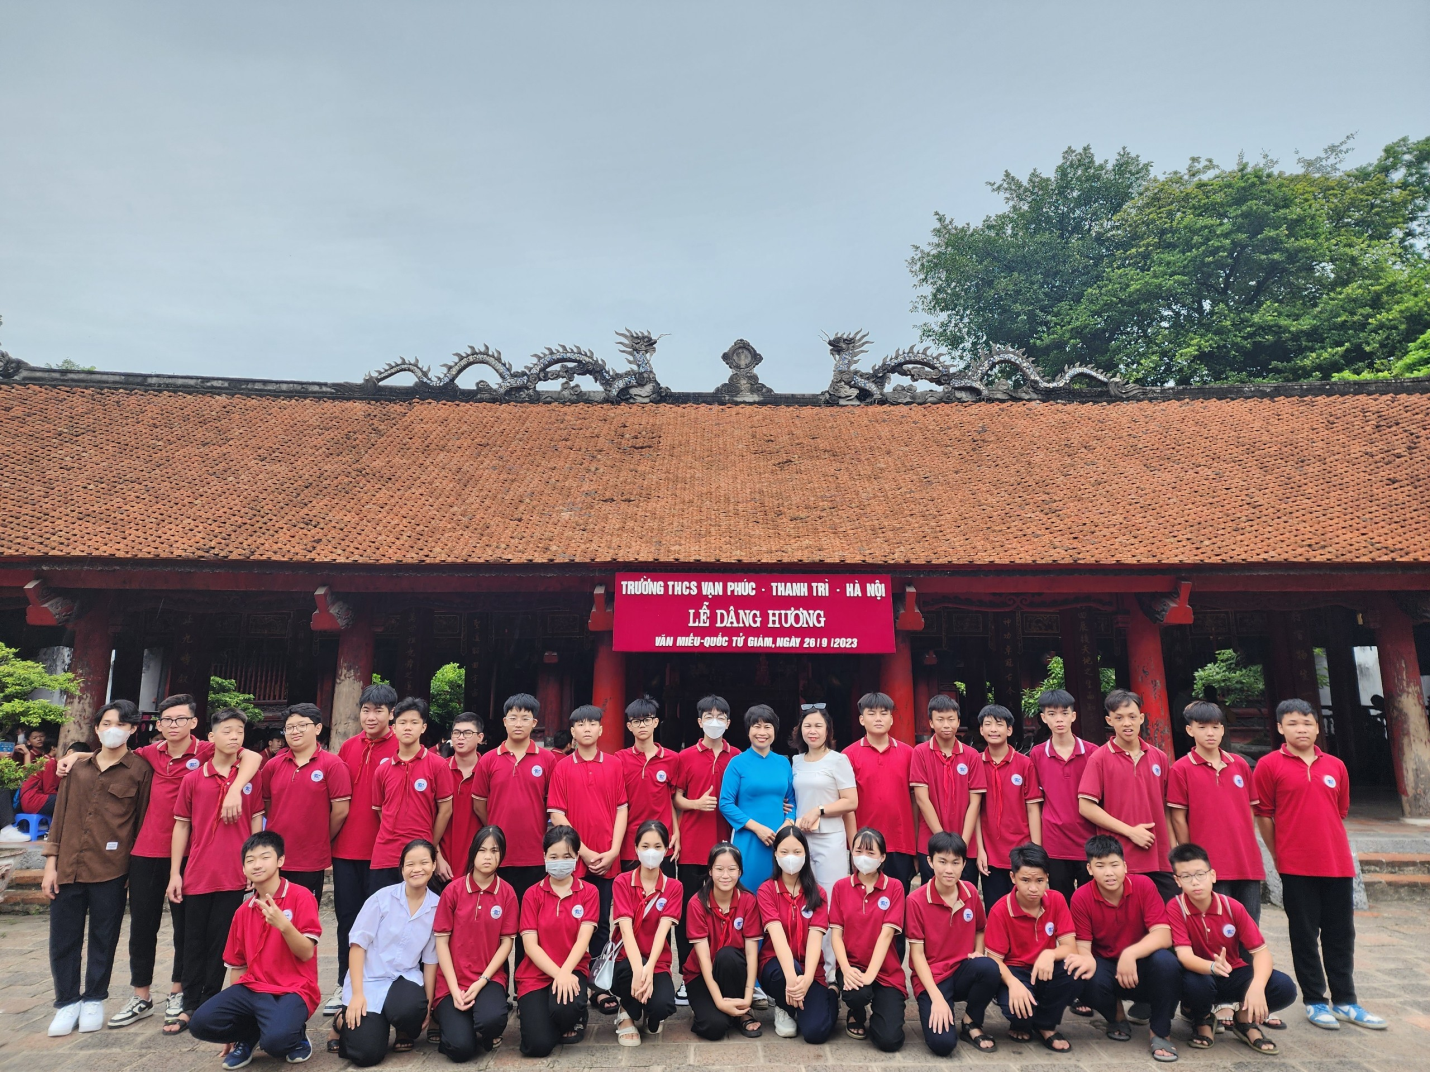 TRƯỜNG THCS VẠN PHÚC - THANH TRÌ - HÀ NỘI
LỄ DÂNG HƯƠNG
VĂN MIẾU-QUỐC TỬ GIÁM, NGÀY 26|9|2023